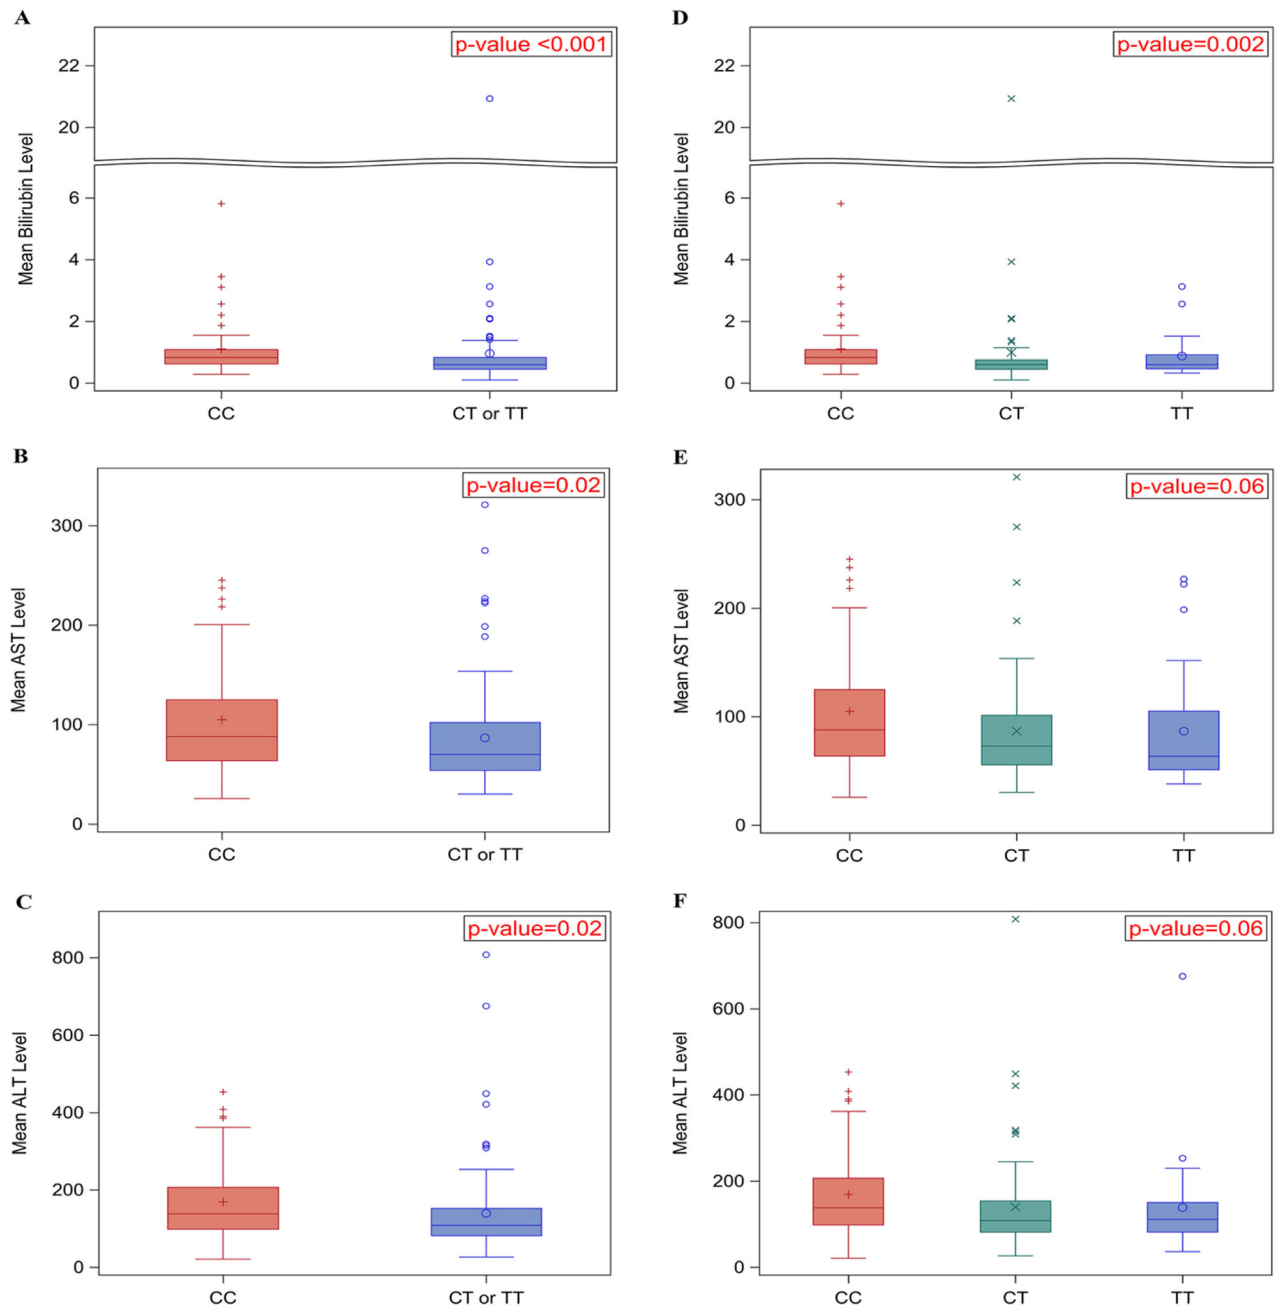 A
p-value <0.001
Mean Bilirubin Level
22
20
6
4
2
0
CC
CT or TT
D
p-value=0.002
Mean Bilirubin Level
22
20
6
4
2
0
CC
CT
TT
B
p-value=0.02
Mean AST Level
300
200
100
0
CC
CT or TT
E
p-value=0.06
Mean AST Level
300
200
100
0
CC
CT
TT
C
p-value=0.02
Mean ALT Level
800
600
400
200
0
CC
CT or TT
F
p-value=0.06
Mean ALT Level
800
600
400
200
0
CC
CT
TT